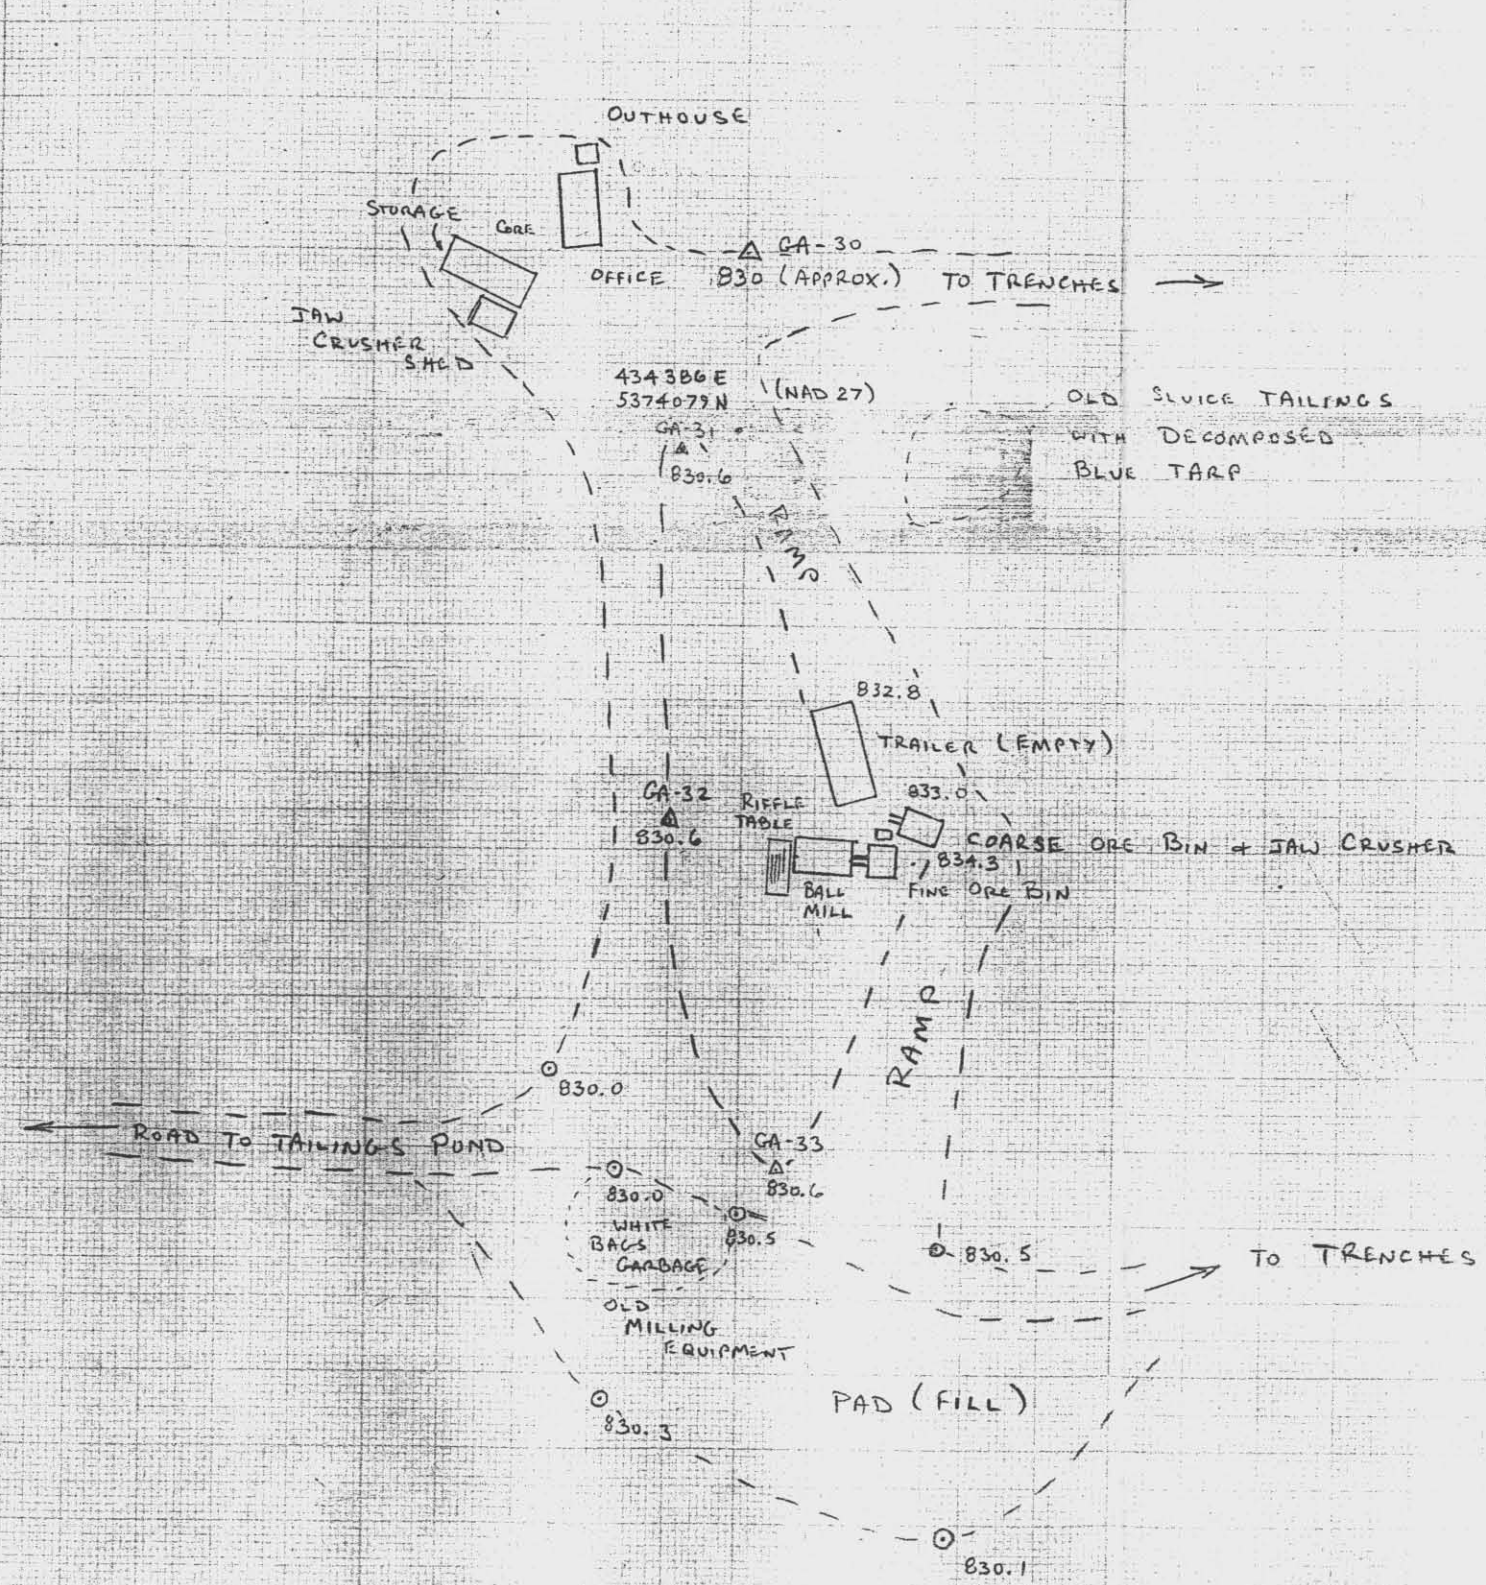 OUTHOUSE
STORAGE
CORE
OFFICE
GA-30
830 (APPROX.)
TO TRENCHES
JAW
CRUSHER
SHED
434386 E
5374079 N
(NAD 27)
GA-31
830.6
OLD SLUICE TAILINGS
WITH DECOMPOSED
BLUE TARP
RAMP
832.8
TRAILER (EMPTY)
833.0
GA-32
830.6
RIFFLE
TABLE
COARSE ORE BIN + JAW CRUSHER
834.3
FINE ORE BIN
BALL
MILL
RAMP
830.0
ROAD TO TAILINGS POND
GA-33
830.6
830.0
WHITE
BAGS
GARBAGE
830.5
830.5
TO TRENCHES
OLD
MILLING
EQUIPMENT
PAD (FILL)
830.3
830.1